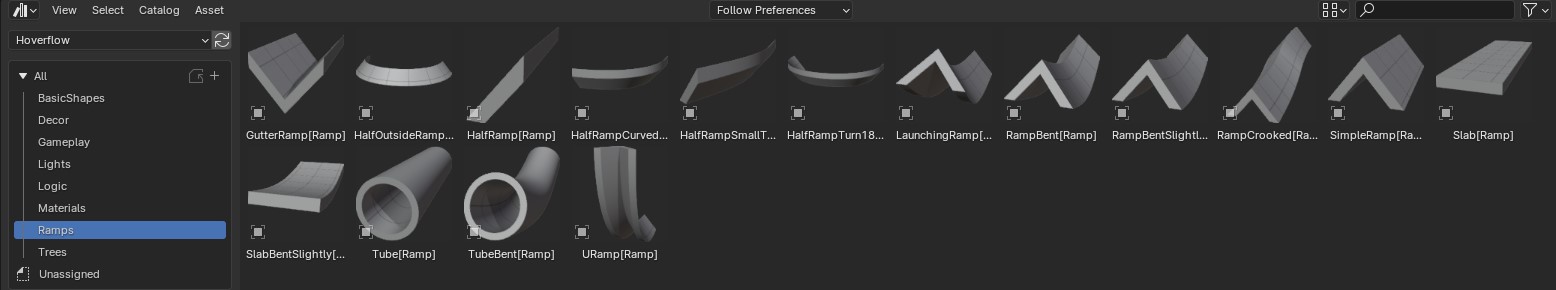 View Select Catalog Asset Follow Preferences
Hoverflow
All
BasicShapes
Decor
Gameplay
Lights
Logic
Materials
Ramps
Trees
Unassigned
GutterRamp[Ramp] HalfOutsideRamp... HalfRamp[Ramp] HalfRampCurved... HalfRampSmallT... HalfRampTurn18... LaunchingRamp[... RampBent[Ramp] RampBentSlightl... RampCrooked[Ra... SimpleRamp[Ra... Slab[Ramp]
SlabBentSlightly[... Tube[Ramp] TubeBent[Ramp] URamp[Ramp]